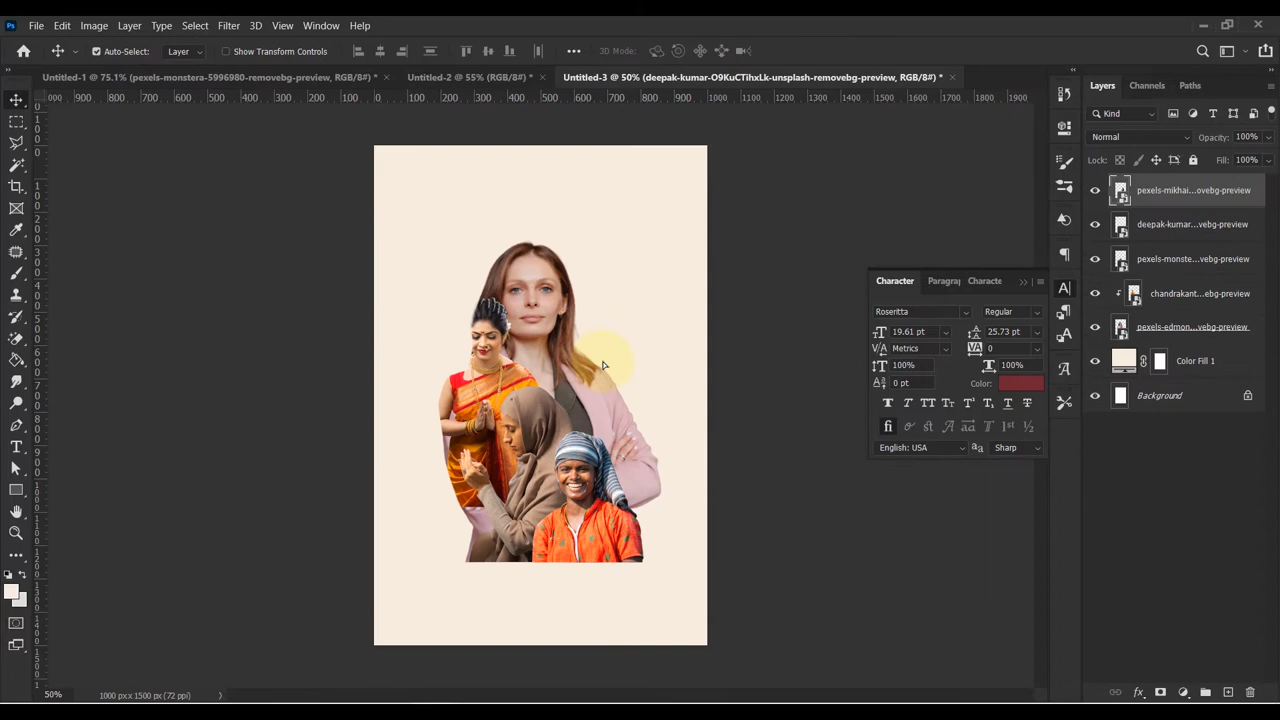 File Edit Image Layer Type Select Filter 3D View Window Help
Auto-Select: Layer Show Transform Controls 3D Mode:
Untitled-1 @ 75.1% (pexels-monstera-5996980-removebg-preview, RGB/8#) * Untitled-2 @ 55% (RGB/8#) * Untitled-3 @ 50% (deepak-kumar-O9KuCTihxLk-unsplash-removebg-preview, RGB/8#) *
000 900 800 700 600 500 400 300 200 100 0 100 200 300 400 500 600 700 800 900 1000 1100 1200 1300 1400 1500 1600 1700 1800 1900
Layers Channels Paths
Kind
Normal Opacity: 100%
Lock: Fill: 100%
pexels-mikhai...ovebg-preview
deepak-kumar...vebg-preview
pexels-monste...vebg-preview
chandrakant...ebg-preview
pexels-edmon...vebg-preview
Color Fill 1
Background
Character Paragra Characte
Roseritta Regular
19.61 pt 25.73 pt
Metrics 0
100% 100%
0 pt Color:
English: USA Sharp
50% 1000 px x 1500 px (72 ppi)